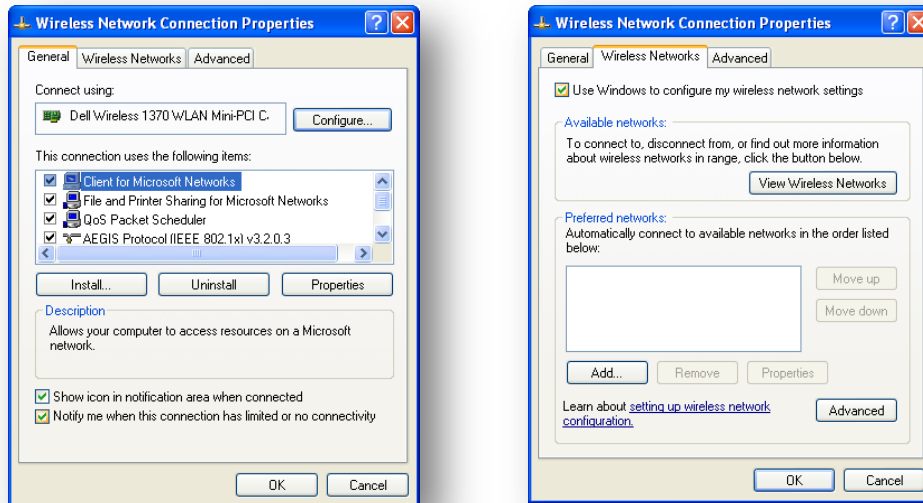 Wireless Network Connection Properties
General Wireless Networks Advanced
Connect using:
Dell Wireless 1370 WLAN Mini-PCI C. Configure...
This connection uses the following items:
Client for Microsoft Networks
File and Printer Sharing for Microsoft Networks
QoS Packet Scheduler
AEGIS Protocol (IEEE 802.1x) v3.2.0.3
Install... Uninstall Properties
Description
Allows your computer to access resources on a Microsoft
network.
Show icon in notification area when connected
Notify me when this connection has limited or no connectivity
OK Cancel
Wireless Network Connection Properties
General Wireless Networks Advanced
Use Windows to configure my wireless network settings
Available networks:
To connect to, disconnect from, or find out more information
about wireless networks in range, click the button below.
View Wireless Networks
Preferred networks:
Automatically connect to available networks in the order listed
below:
Move up
Move down
Add... Remove Properties
Learn about setting up wireless network
configuration.
Advanced
OK Cancel